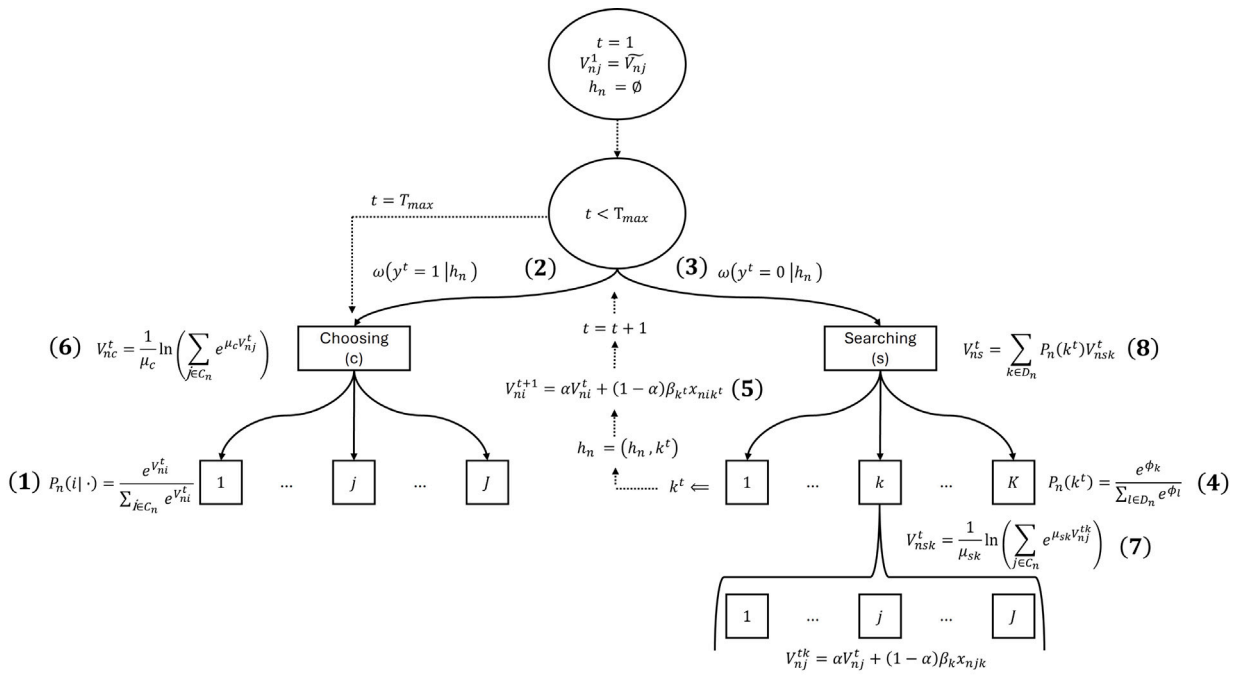 t = 1
V_{nj}^1 = \widetilde{V_{nj}}
h_n = ∅
t = T_{max}
t < T_{max}
ω(y^t = 1 |h_n)
(2)
(3) ω(y^t = 0 |h_n)
(6) V_{nc}^t = \frac{1}{μ_c} ln(∑_{j∈C_n} e^{μ_c V_{nj}^t})
Choosing
(c)
t = t + 1
Searching
(s)
V_{ns}^t = ∑_{k∈D_n} P_n(k^t)V_{nsk}^t (8)
V_{ni}^{t+1} = αV_{ni}^t + (1 − α)β_{k^t}x_{nik^t} (5)
h_n = (h_n , k^t)
(1) P_n(i| ·) = \frac{e^{V_{ni}^t}}{∑_{j∈C_n} e^{V_{ni}^t}}
1 ... j ... J
k^t ⇐
1 ... k ... K
P_n(k^t) = \frac{e^{ϕ_k}}{∑_{l∈D_n} e^{ϕ_l}} (4)
V_{nsk}^t = \frac{1}{μ_{sk}} ln(∑_{j∈C_n} e^{μ_{sk}V_{nj}^{tk}}) (7)
1 ... j ... J
V_{nj}^{tk} = αV_{nj}^t + (1 − α)β_k x_{njk}